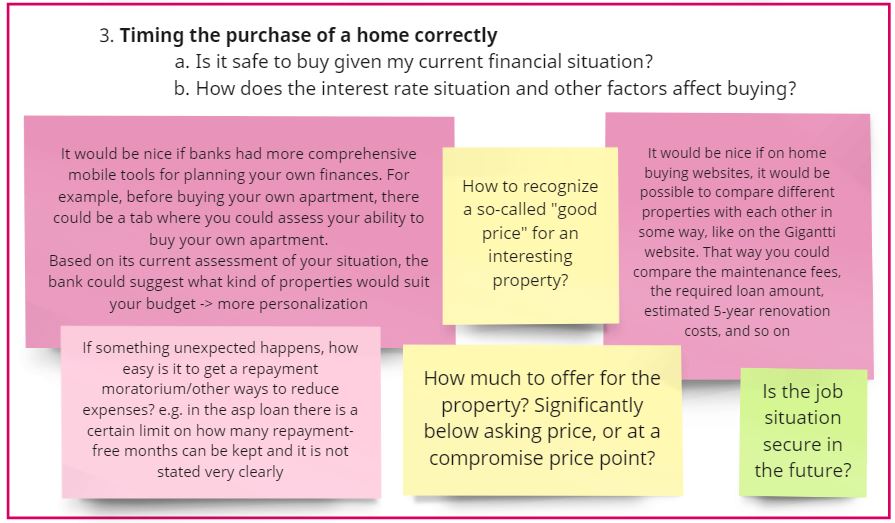 3. Timing the purchase of a home correctly
a. Is it safe to buy given my current financial situation?
b. How does the interest rate situation and other factors affect buying?
It would be nice if banks had more comprehensive
mobile tools for planning your own finances. For
example, before buying your own apartment, there
could be a tab where you could assess your ability to
buy your own apartment.
Based on its current assessment of your situation, the
bank could suggest what kind of properties would suit
your budget -> more personalization
How to recognize
a so-called "good
price" for an
interesting
property?
It would be nice if on home
buying websites, it would be
possible to compare different
properties with each other in
some way, like on the Gigantti
website. That way you could
compare the maintenance fees,
the required loan amount,
estimated 5-year renovation
costs, and so on
If something unexpected happens, how
easy is it to get a repayment
moratorium/other ways to reduce
expenses? e.g. in the asp loan there is a
certain limit on how many repayment-
free months can be kept and it is not
stated very clearly
How much to offer for the
property? Significantly
below asking price, or at a
compromise price point?
Is the job
situation
secure in
the future?